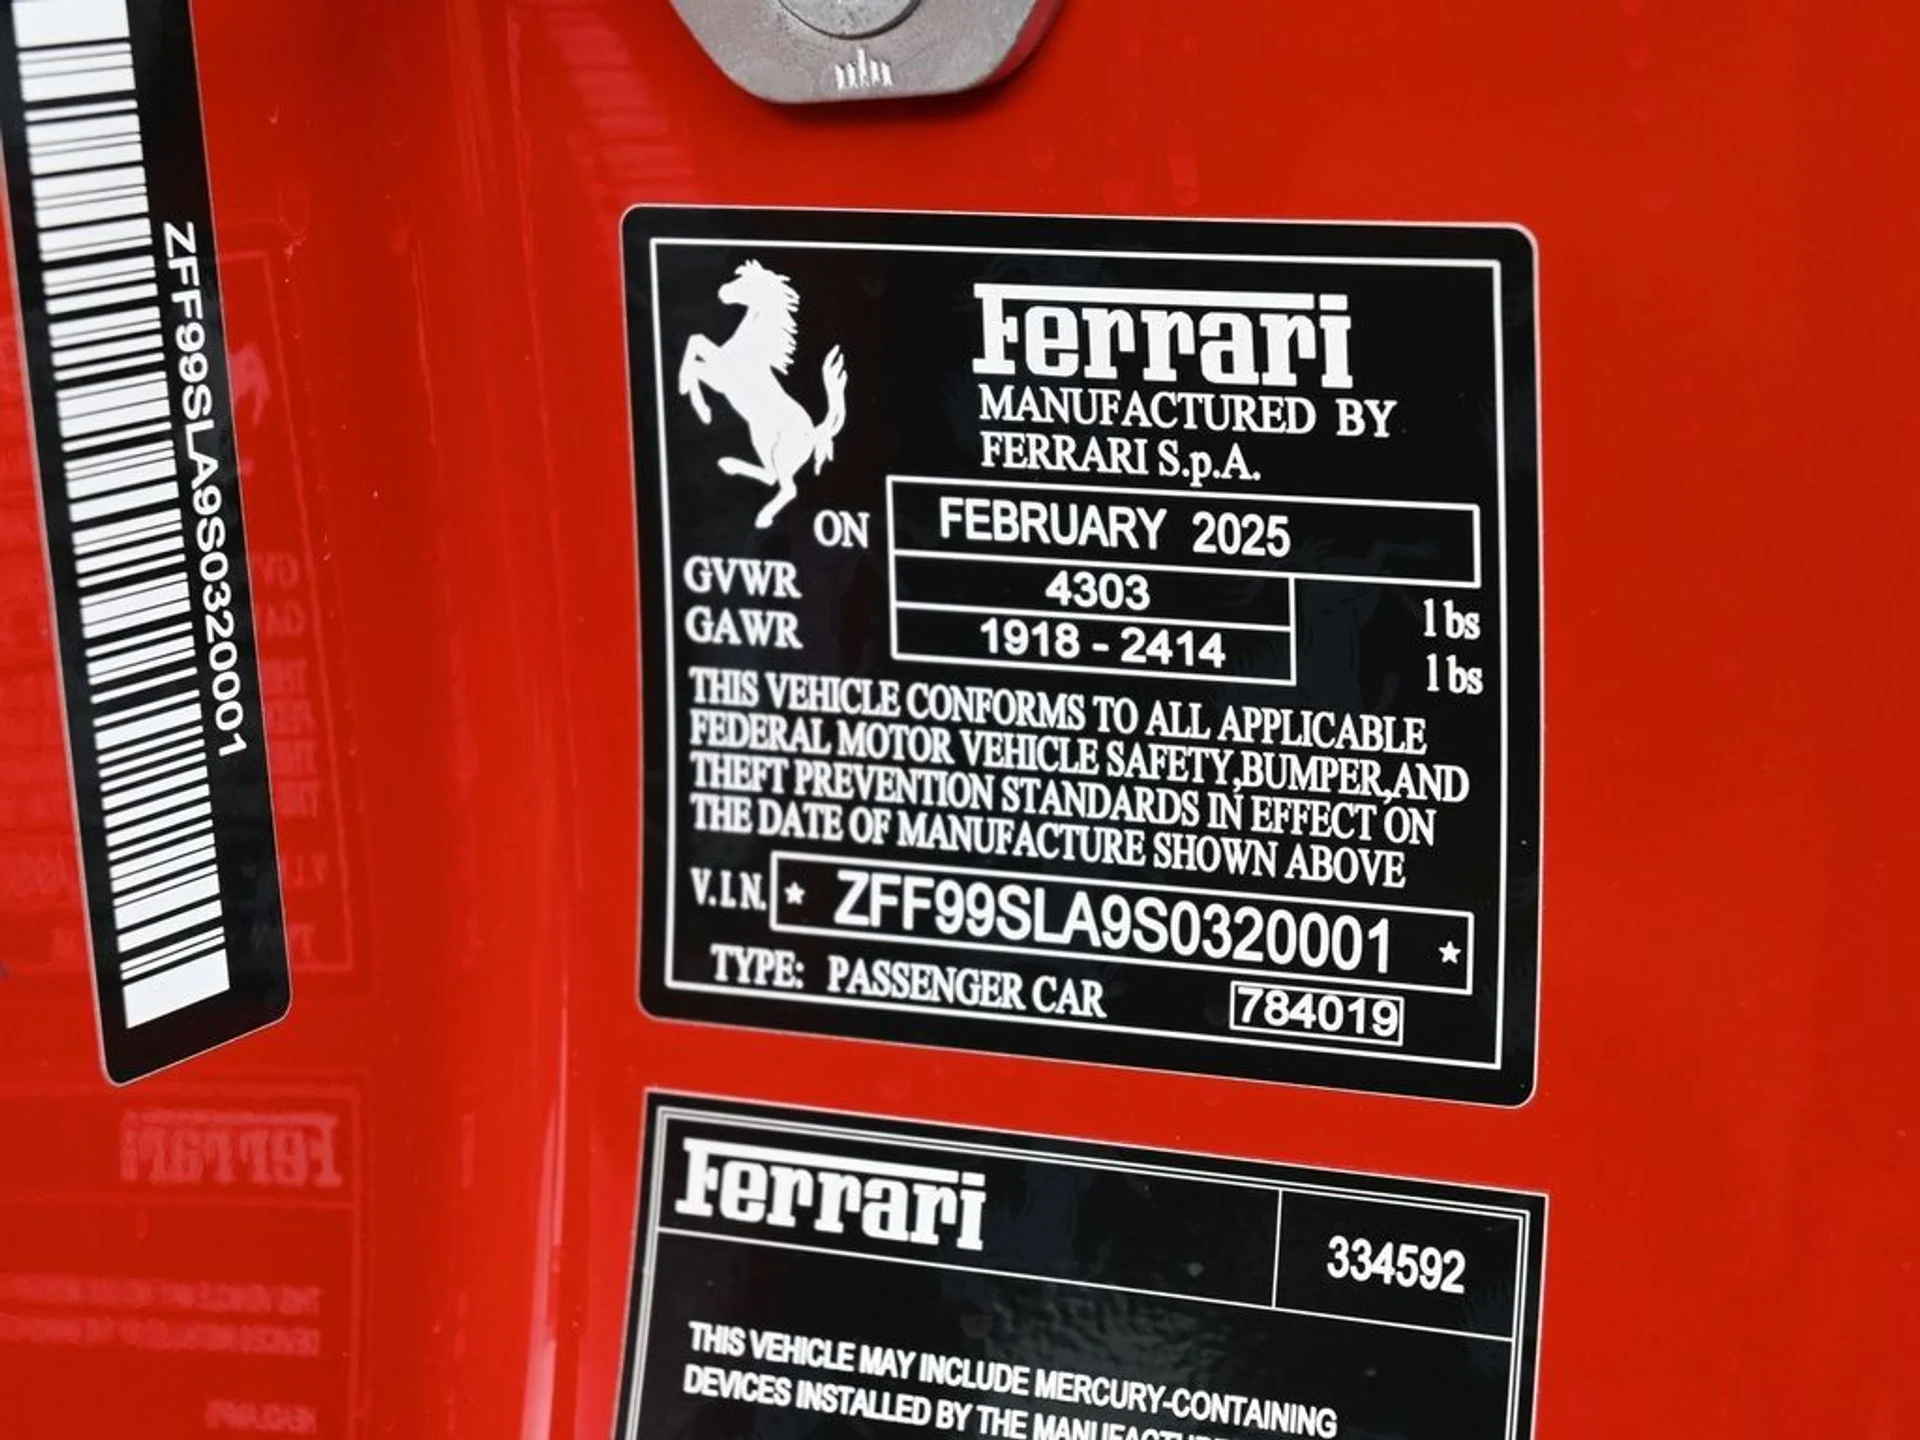 ZFF99SLA9S0320001
Ferrari
MANUFACTURED BY
FERRARI S.p.A.
ON FEBRUARY 2025
GVWR 4303 lbs
GAWR 1918 - 2414 lbs
THIS VEHICLE CONFORMS TO ALL APPLICABLE
FEDERAL MOTOR VEHICLE SAFETY,BUMPER,AND
THEFT PREVENTION STANDARDS IN EFFECT ON
THE DATE OF MANUFACTURE SHOWN ABOVE
V.I.N. * ZFF99SLA9S0320001 *
TYPE: PASSENGER CAR 784019
Ferrari 334592
THIS VEHICLE MAY INCLUDE MERCURY-CONTAINING
DEVICES INSTALLED BY THE